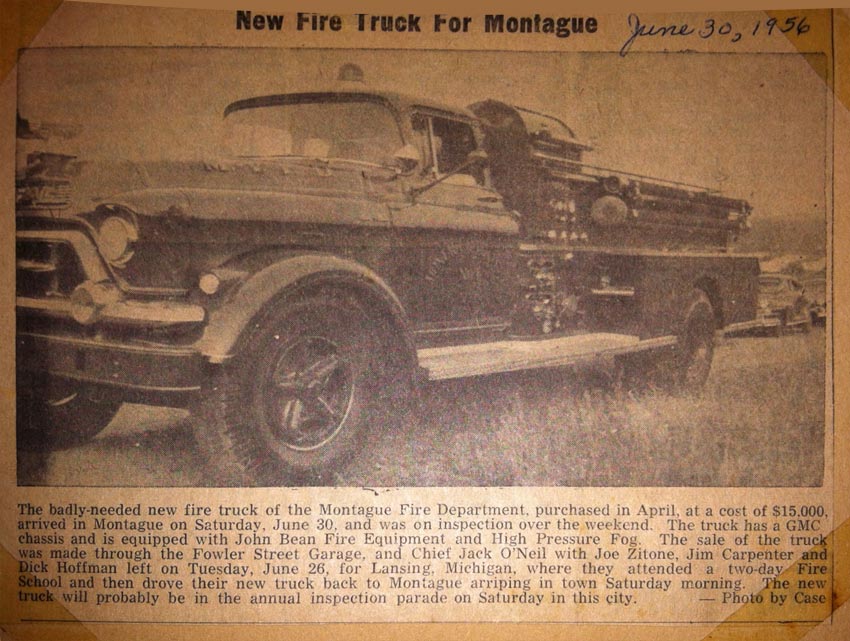 New Fire Truck For Montague June 30, 1956
The badly-needed new fire truck of the Montague Fire Department, purchased in April, at a cost of $15,000,
arrived in Montague on Saturday, June 30, and was on inspection over the weekend. The truck has a GMC
chassis and is equipped with John Bean Fire Equipment and High Pressure Fog. The sale of the truck
was made through the Fowler Street Garage, and Chief Jack O'Neil with Joe Zitone, Jim Carpenter and
Dick Hoffman left on Tuesday, June 26, for Lansing, Michigan, where they attended a two-day Fire
School and then drove their new truck back to Montague arriping in town Saturday morning. The new
truck will probably be in the annual inspection parade on Saturday in this city. — Photo by Case